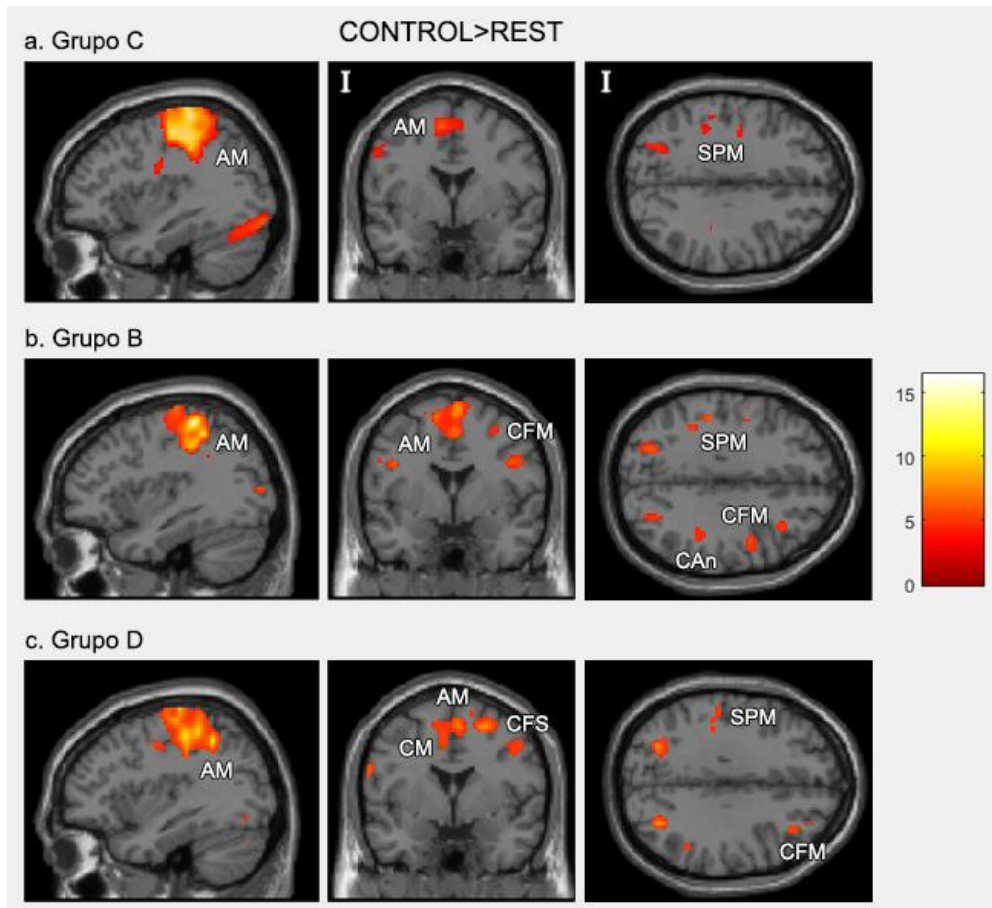 CONTROL>REST
a. Grupo C
I
I
AM
AM
SPM
b. Grupo B
AM
AM
CFM
SPM
CFM
CAn
15
10
5
0
c. Grupo D
AM
AM
CM
CFS
SPM
CFM